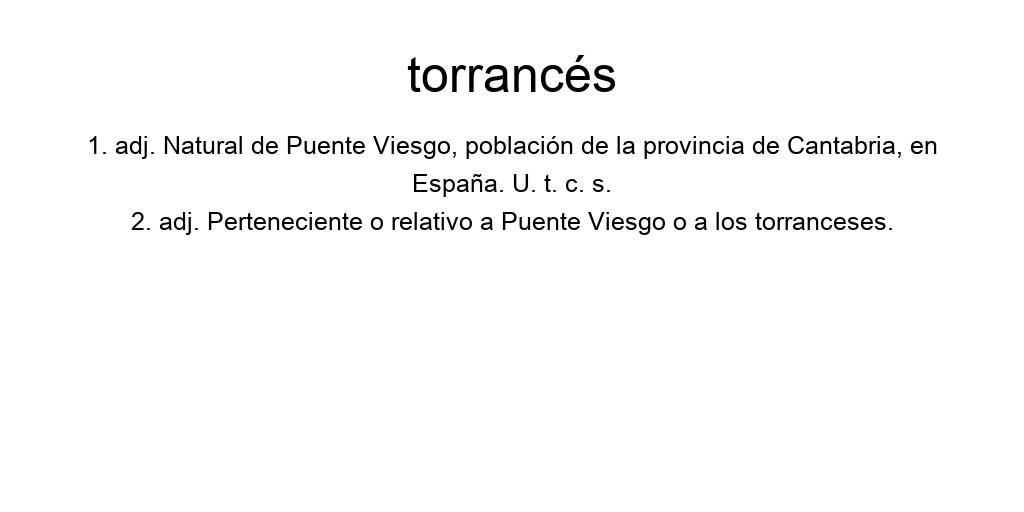 torrancés
1. adj. Natural de Puente Viesgo, población de la provincia de Cantabria, en
España. U. t. c. s.
2. adj. Perteneciente o relativo a Puente Viesgo o a los torranceses.